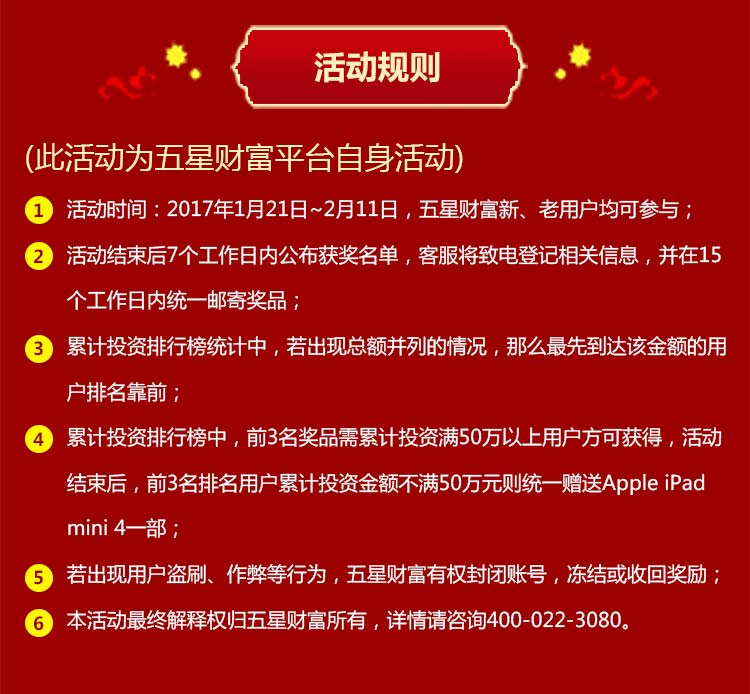 活动规则
(此活动为五星财富平台自身活动)
1 活动时间：2017年1月21日~2月11日，五星财富新、老用户均可参与；
2 活动结束后7个工作日内公布获奖名单，客服将致电登记相关信息，并在15
个工作日内统一邮寄奖品；
3 累计投资排行榜统计中，若出现总额并列的情况，那么最先到达该金额的用
户排名靠前；
4 累计投资排行榜中，前3名奖品需累计投资满50万以上用户方可获得，活动
结束后，前3名排名用户累计投资金额不满50万元则统一赠送Apple iPad
mini 4一部；
5 若出现用户盗刷、作弊等行为，五星财富有权封闭账号，冻结或收回奖励；
6 本活动最终解释权归五星财富所有，详情请咨询400-022-3080。